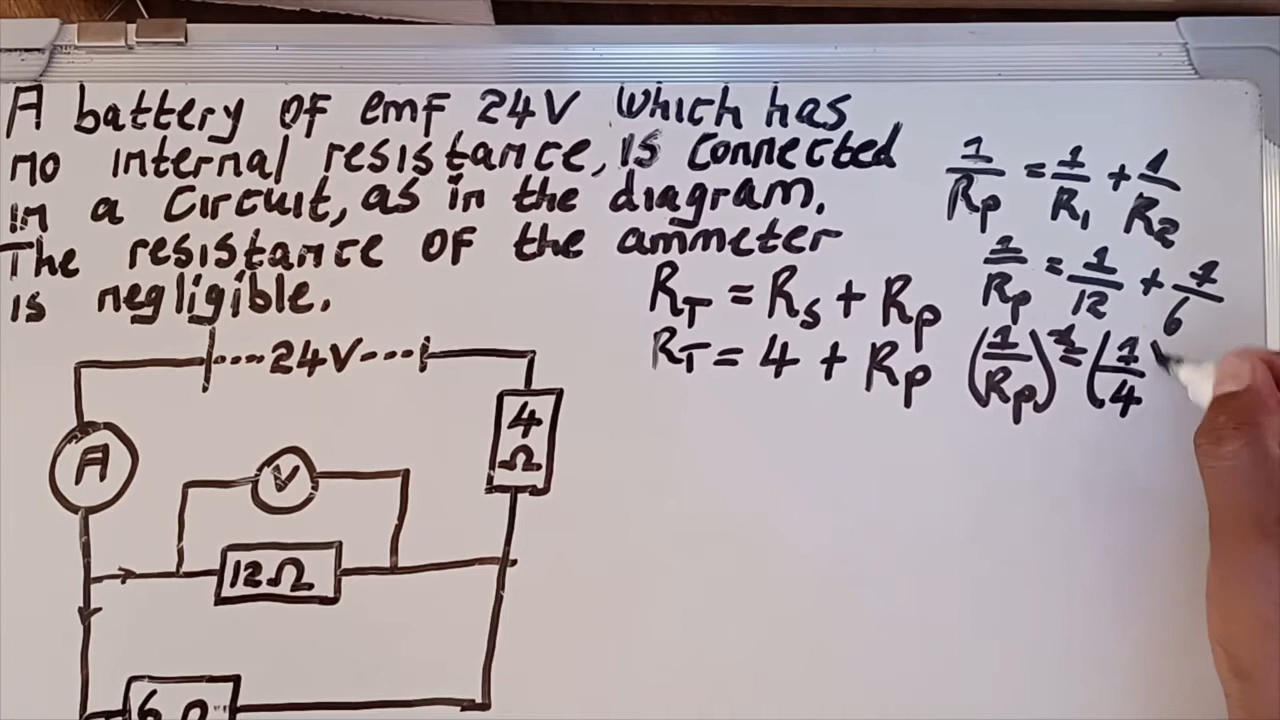 A battery of emf 24V which has
no internal resistance, is connected
in a circuit, as in the diagram.
The resistance of the ammeter
is negligible.
1/Rp = 1/R1 + 1/R2
1/Rp = 1/12 + 1/6
RT = Rs + Rp
RT = 4 + Rp
(1/Rp)⁻¹ = (1/4)
24V
A
4
Ω
V
12Ω
6Ω